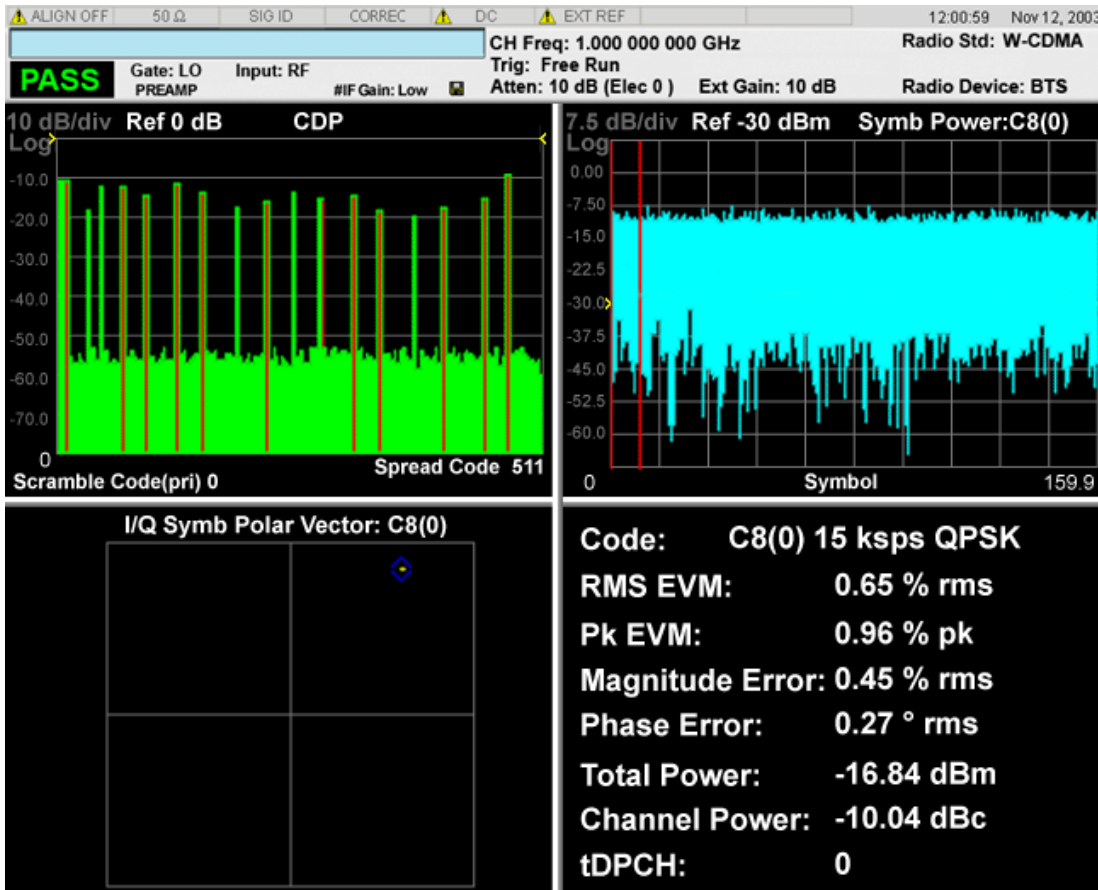 ALIGN OFF 50 Ω SIG ID CORREC DC EXT REF 12:00:59 Nov 12, 2003
CH Freq: 1.000 000 000 GHz Radio Std: W-CDMA
PASS Gate: LO Input: RF Trig: Free Run
PREAMP #IF Gain: Low Atten: 10 dB (Elec 0 ) Ext Gain: 10 dB Radio Device: BTS
10 dB/div Ref 0 dB CDP
Log
-10.0
-20.0
-30.0
-40.0
-50.0
-60.0
-70.0
0 Spread Code 511
Scramble Code(pri) 0
7.5 dB/div Ref -30 dBm Symb Power:C8(0)
Log
0.00
-7.50
-15.0
-22.5
-30.0
-37.5
-45.0
-52.5
-60.0
0 Symbol 159.9
I/Q Symb Polar Vector: C8(0)
Code: C8(0) 15 ksps QPSK
RMS EVM: 0.65 % rms
Pk EVM: 0.96 % pk
Magnitude Error: 0.45 % rms
Phase Error: 0.27 ° rms
Total Power: -16.84 dBm
Channel Power: -10.04 dBc
tDPCH: 0